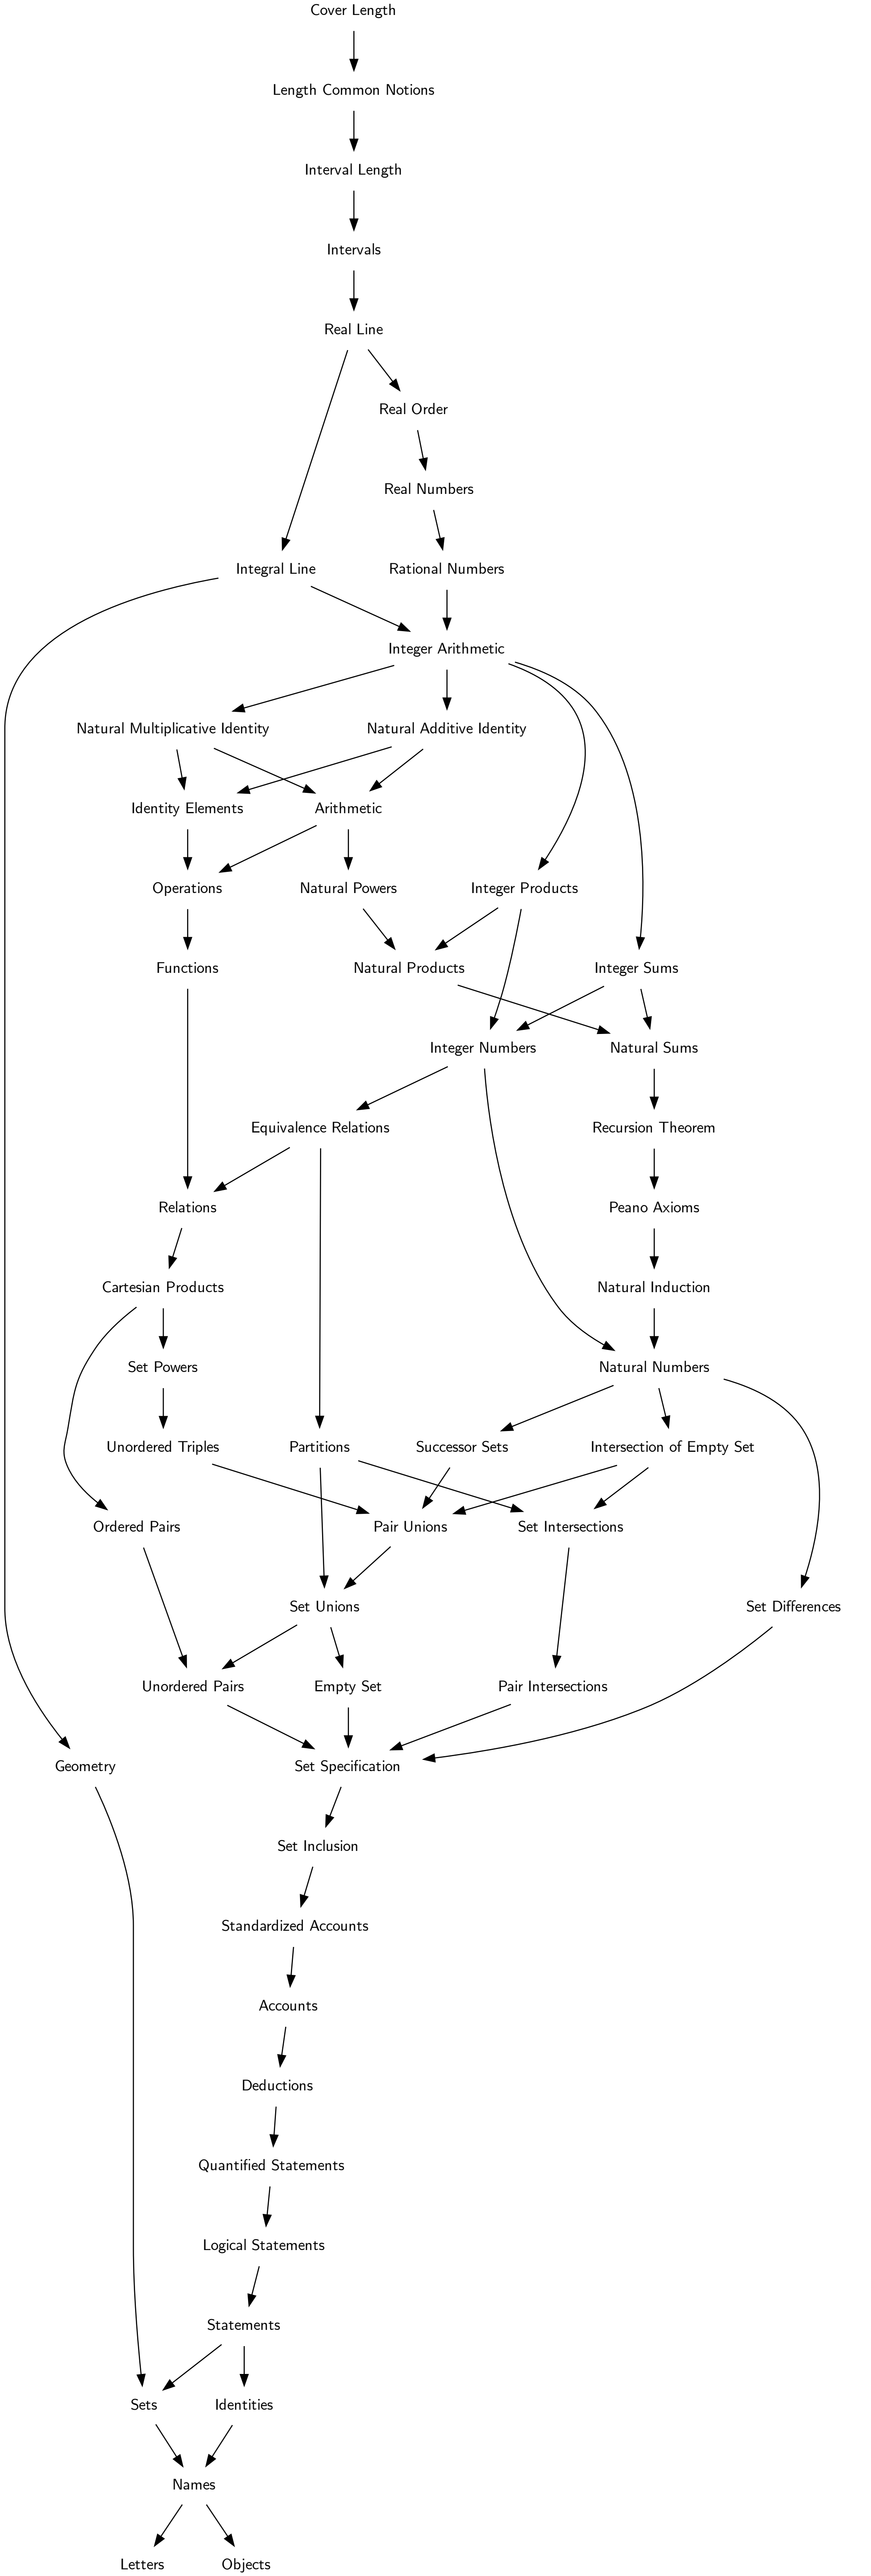 Cover Length
Length Common Notions
Interval Length
Intervals
Real Line
Real Order
Real Numbers
Integral Line
Rational Numbers
Integer Arithmetic
Natural Multiplicative Identity
Natural Additive Identity
Identity Elements
Arithmetic
Operations
Natural Powers
Integer Products
Functions
Natural Products
Integer Sums
Integer Numbers
Natural Sums
Equivalence Relations
Recursion Theorem
Relations
Peano Axioms
Cartesian Products
Natural Induction
Set Powers
Natural Numbers
Unordered Triples
Partitions
Successor Sets
Intersection of Empty Set
Ordered Pairs
Pair Unions
Set Intersections
Set Unions
Set Differences
Unordered Pairs
Empty Set
Pair Intersections
Geometry
Set Specification
Set Inclusion
Standardized Accounts
Accounts
Deductions
Quantified Statements
Logical Statements
Statements
Sets
Identities
Names
Letters
Objects